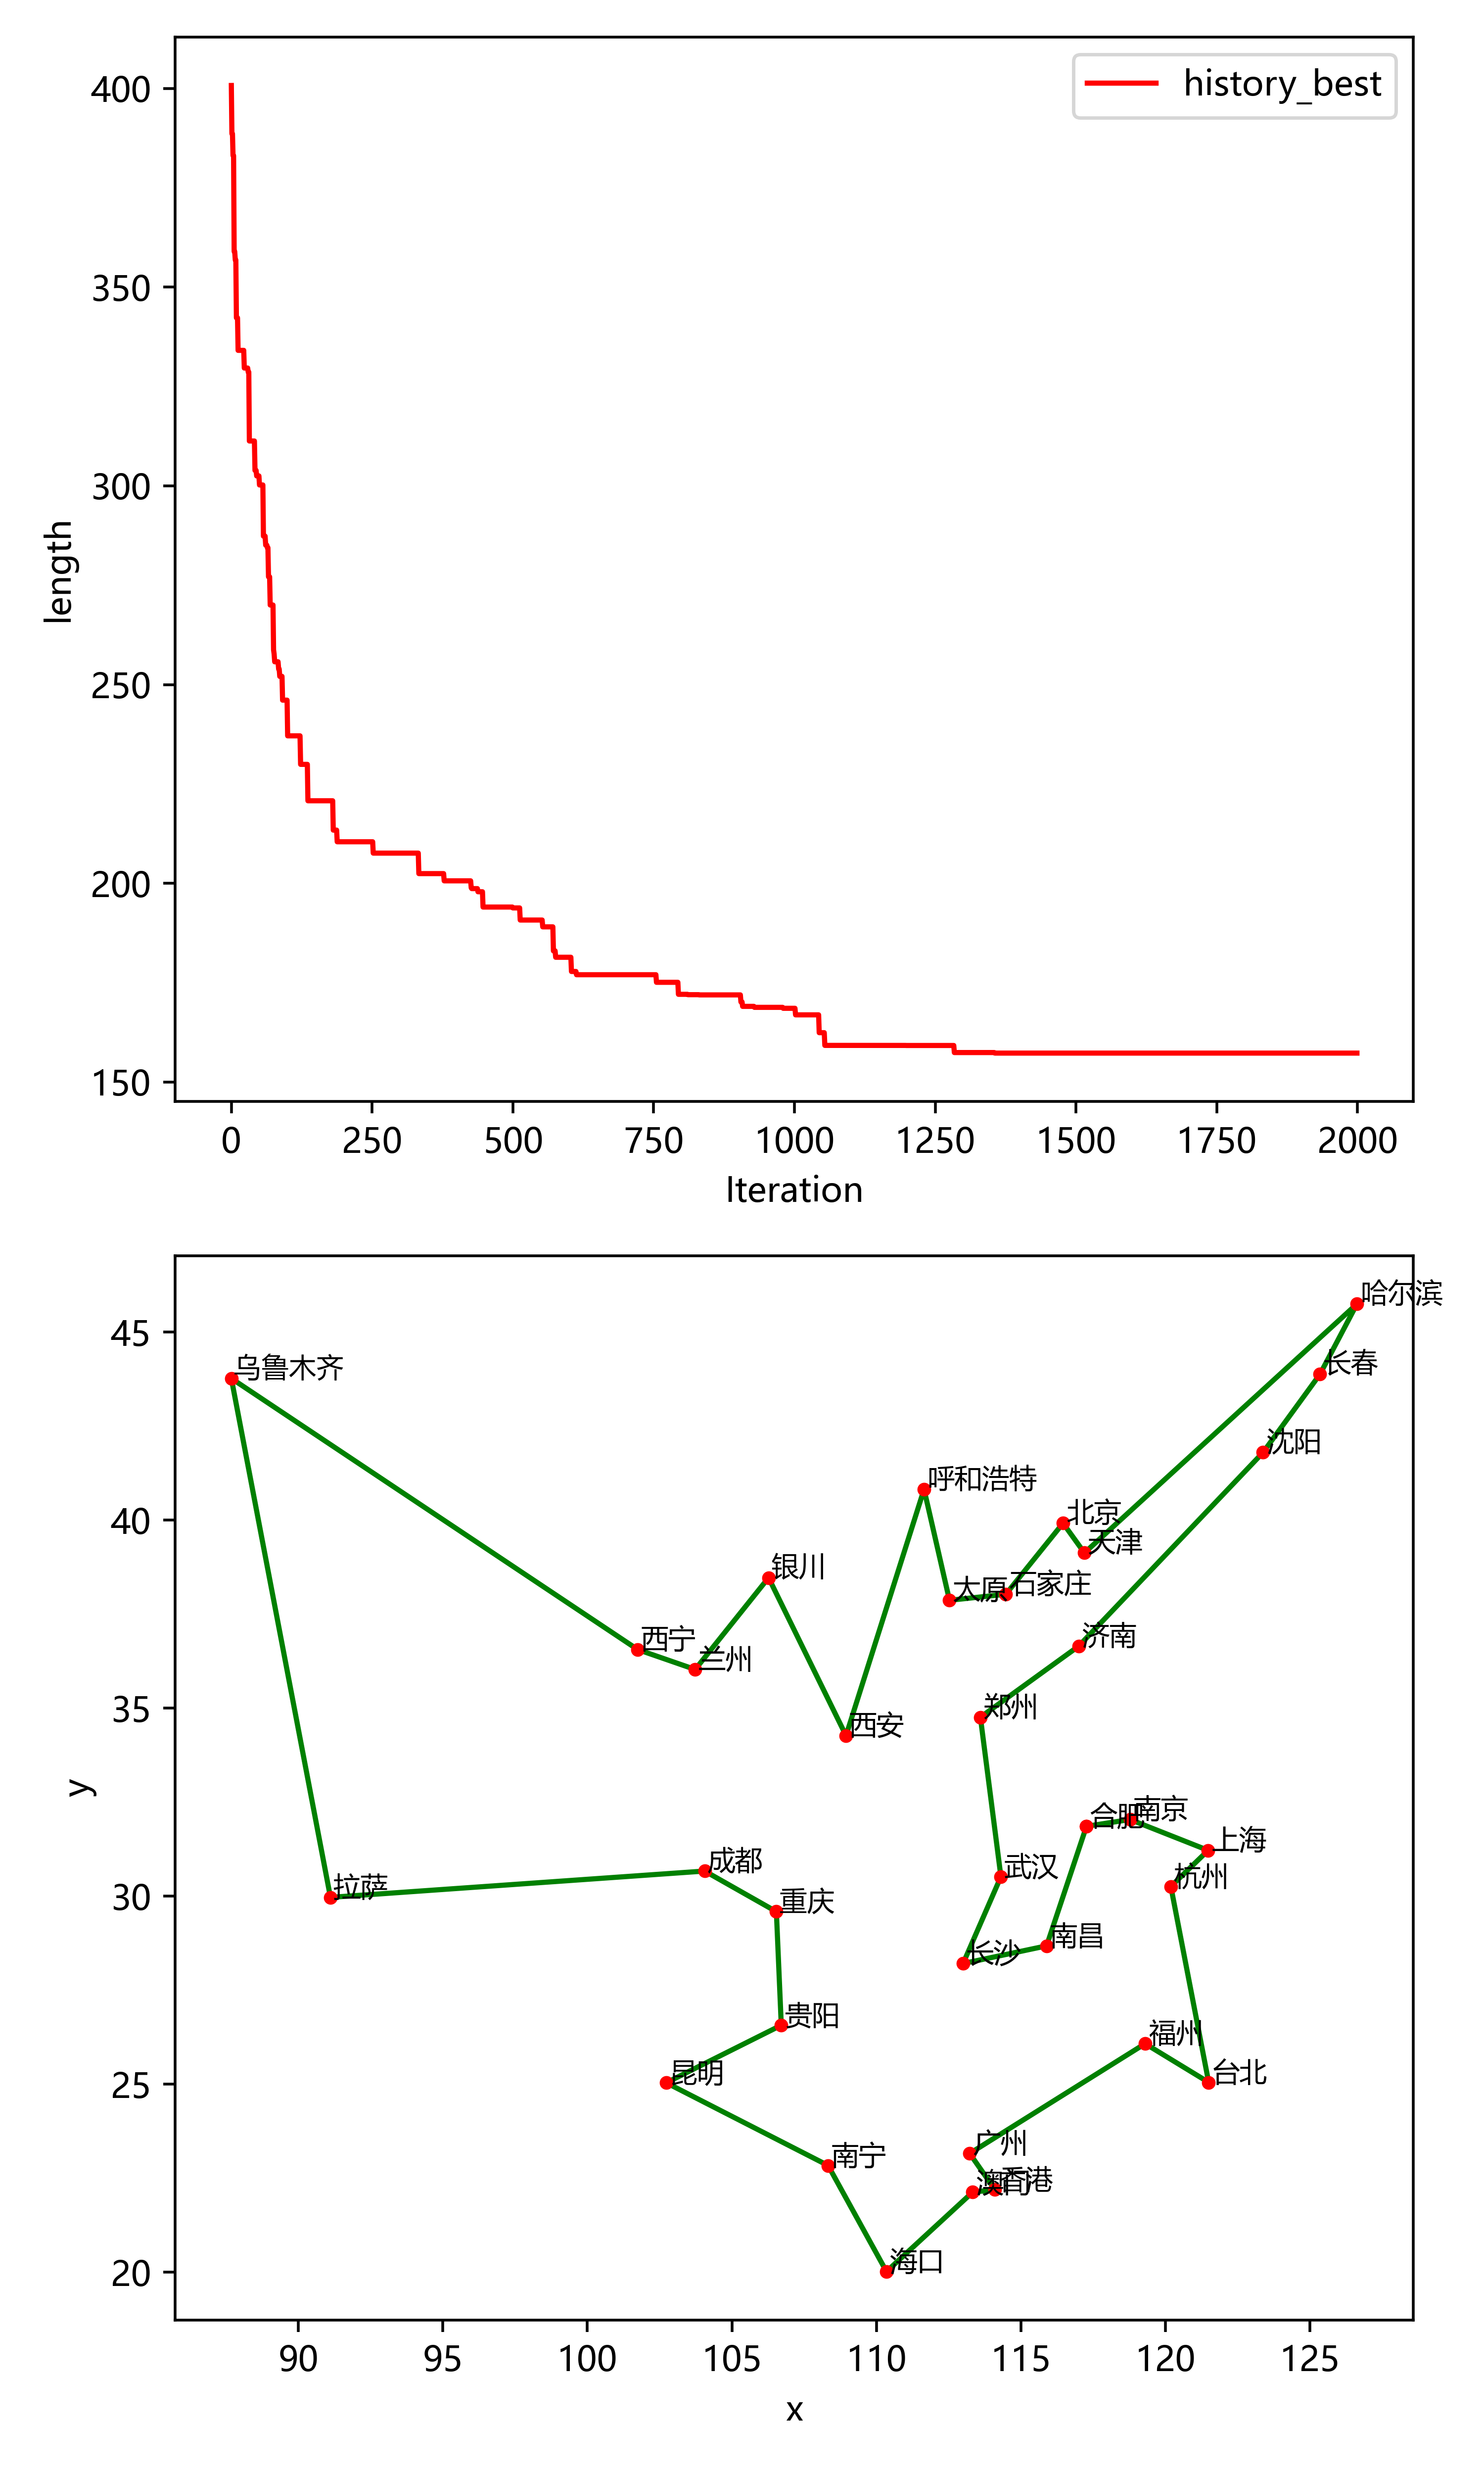 history_best
400
350
300
250
200
150
length
0 250 500 750 1000 1250 1500 1750 2000
Iteration
45
40
35
30
25
20
y
哈尔滨
乌鲁木齐
长春
沈阳
呼和浩特
北京
天津
银川
太原
石家庄
西宁
济南
兰州
郑州
西安
南京
合肥
上海
成都
武汉
杭州
拉萨
重庆
南昌
长沙
贵阳
福州
昆明
台北
广州
南宁
香港
澳门
海口
90 95 100 105 110 115 120 125
x